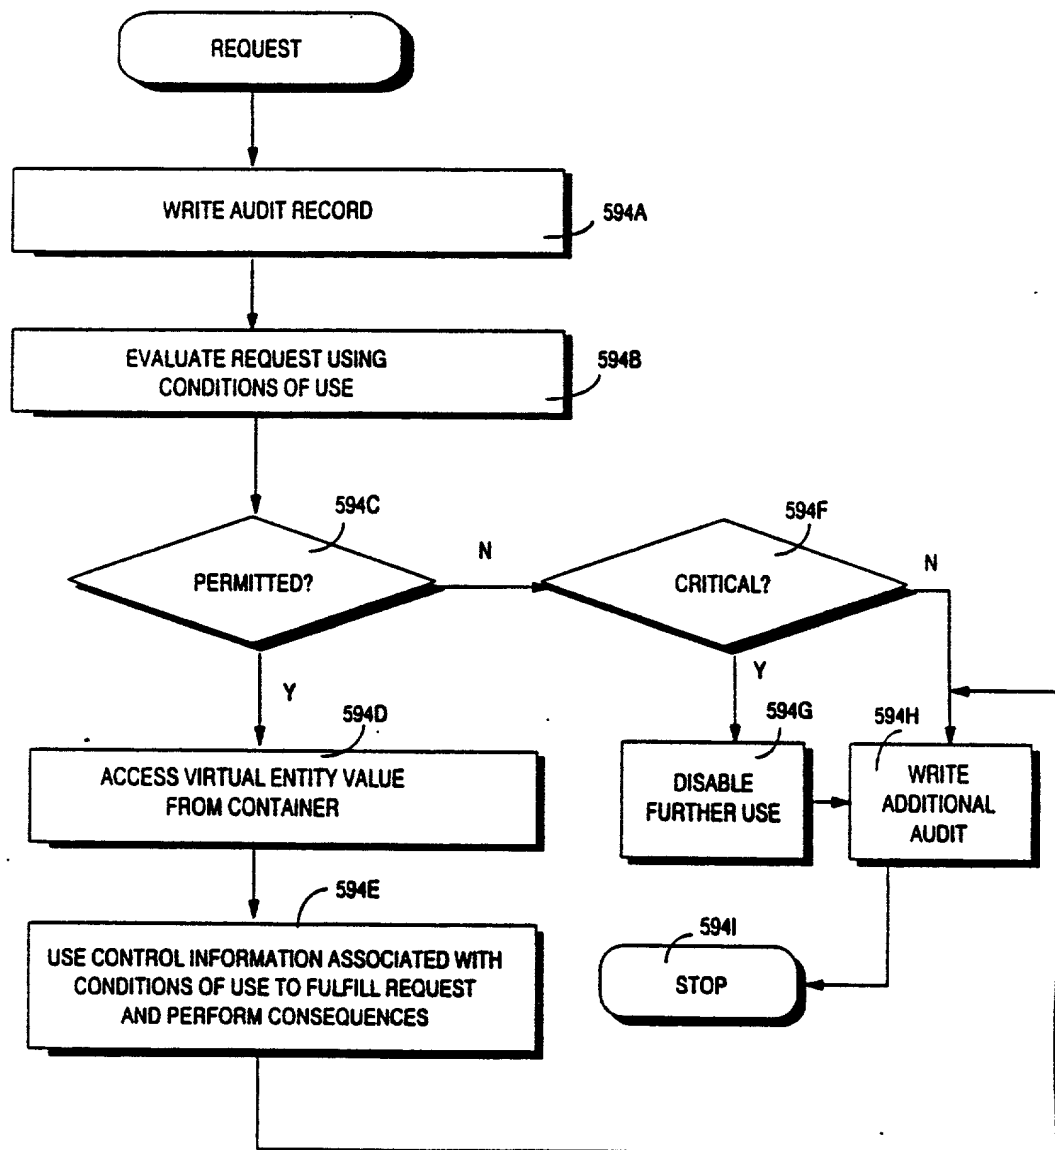 REQUEST
WRITE AUDIT RECORD
594A
EVALUATE REQUEST USING
CONDITIONS OF USE
594B
594C
PERMITTED?
N
594F
CRITICAL?
N
Y
Y
594D
ACCESS VIRTUAL ENTITY VALUE
FROM CONTAINER
594G
DISABLE
FURTHER USE
594H
WRITE
ADDITIONAL
AUDIT
594E
USE CONTROL INFORMATION ASSOCIATED WITH
CONDITIONS OF USE TO FULFILL REQUEST
AND PERFORM CONSEQUENCES
594I
STOP